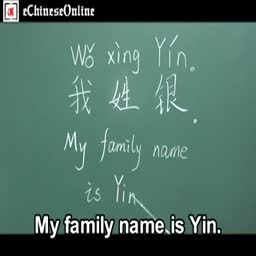 eChineseOnline
Wǒ xìng Yín.
我 姓 银.
My family name
is Yin
My family name is Yin.